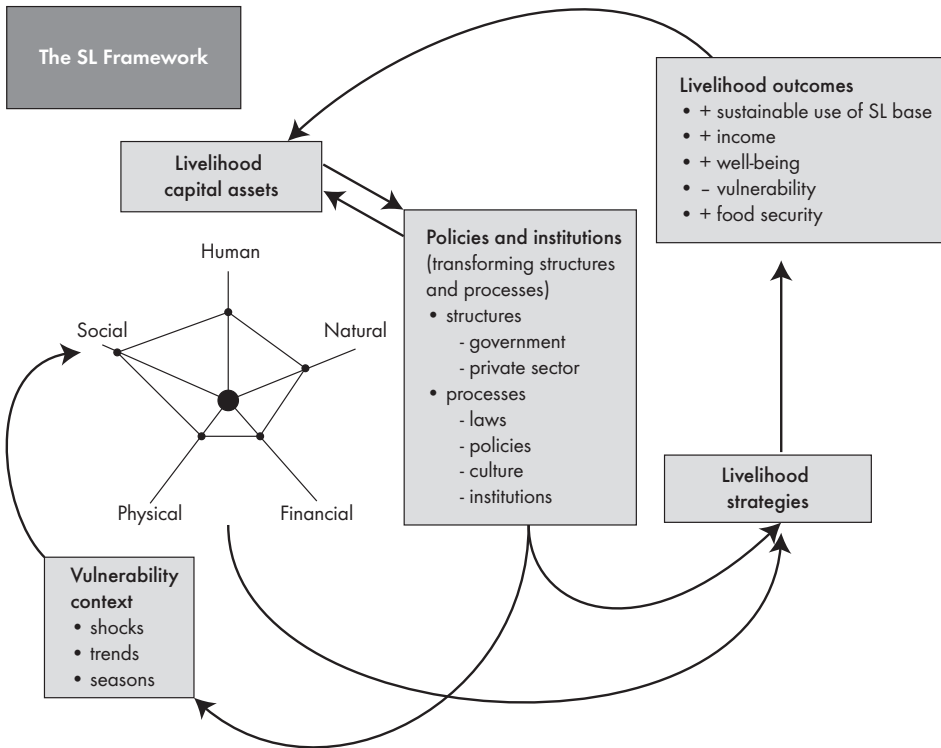 The SL Framework
Livelihood
capital assets
Human
Social
Natural
Physical
Financial
Vulnerability
context
• shocks
• trends
• seasons
Policies and institutions
(transforming structures
and processes)
• structures
- government
- private sector
• processes
- laws
- policies
- culture
- institutions
Livelihood outcomes
• + sustainable use of SL base
• + income
• + well-being
• – vulnerability
• + food security
Livelihood
strategies